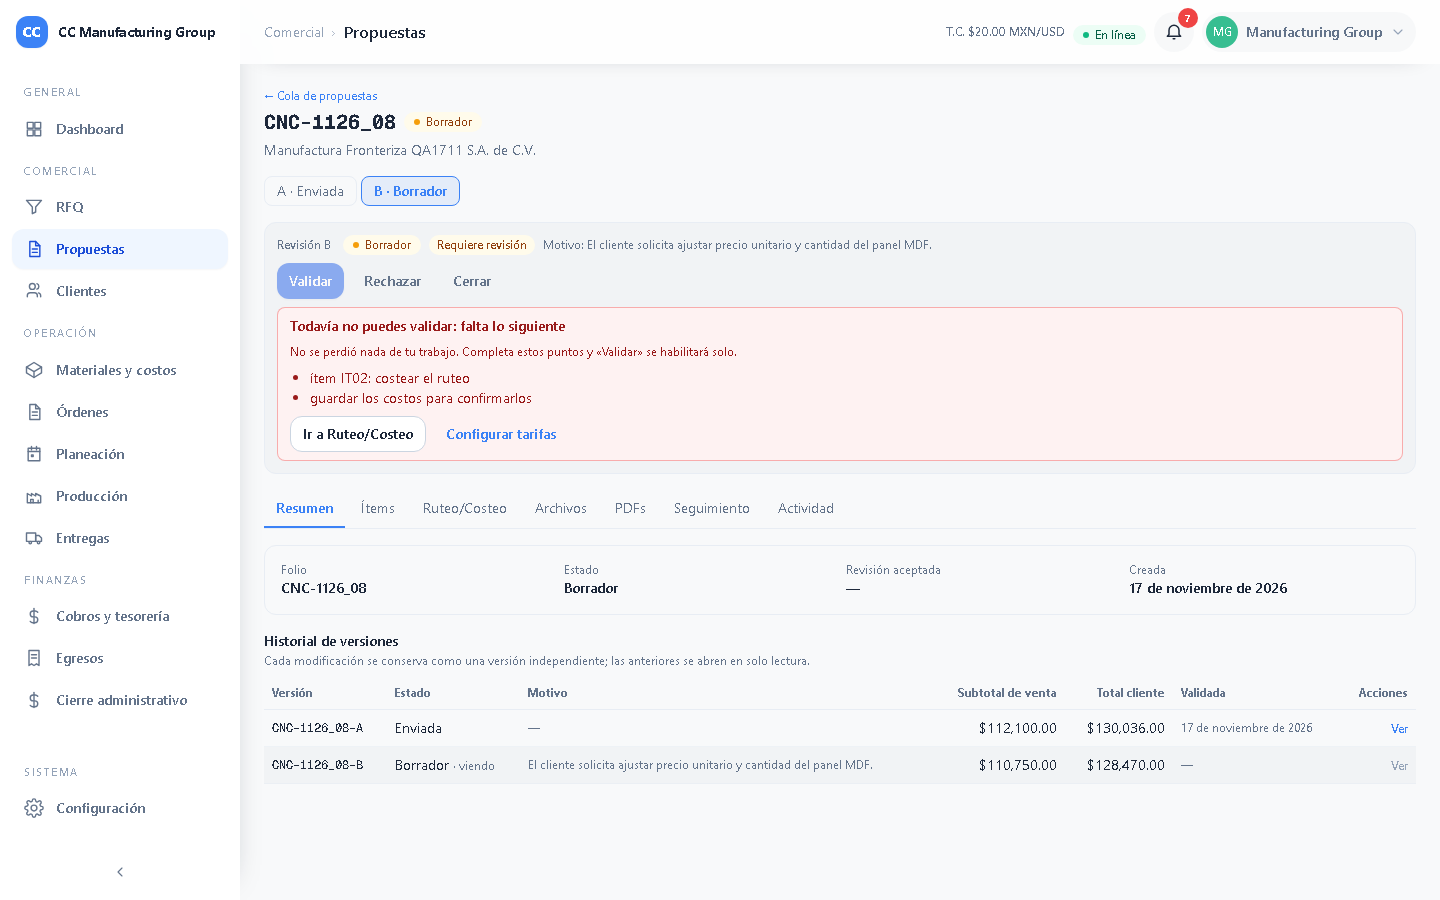 CC
CC Manufacturing Group
GENERAL
Dashboard
COMERCIAL
RFQ
Propuestas
Clientes
OPERACIÓN
Materiales y costos
Órdenes
Planeación
Producción
Entregas
FINANZAS
Cobros y tesorería
Egresos
Cierre administrativo
SISTEMA
Configuración
Comercial › Propuestas
T.C. $20.00 MXN/USD
En línea
7
MG
Manufacturing Group
← Cola de propuestas
CNC-1126_08
Borrador
Manufactura Fronteriza QA1711 S.A. de C.V.
A · Enviada
B · Borrador
Revisión B
Borrador
Requiere revisión
Motivo: El cliente solicita ajustar precio unitario y cantidad del panel MDF.
Validar
Rechazar
Cerrar
Todavía no puedes validar: falta lo siguiente
No se perdió nada de tu trabajo. Completa estos puntos y «Validar» se habilitará solo.
• ítem IT02: costear el ruteo
• guardar los costos para confirmarlos
Ir a Ruteo/Costeo
Configurar tarifas
Resumen
Ítems
Ruteo/Costeo
Archivos
PDFs
Seguimiento
Actividad
Folio
CNC-1126_08
Estado
Borrador
Revisión aceptada
—
Creada
17 de noviembre de 2026
Historial de versiones
Cada modificación se conserva como una versión independiente; las anteriores se abren en solo lectura.
Versión Estado Motivo Subtotal de venta Total cliente Validada Acciones
CNC-1126_08-A Enviada — $112,100.00 $130,036.00 17 de noviembre de 2026 Ver
CNC-1126_08-B Borrador · viendo El cliente solicita ajustar precio unitario y cantidad del panel MDF. $110,750.00 $128,470.00 — Ver